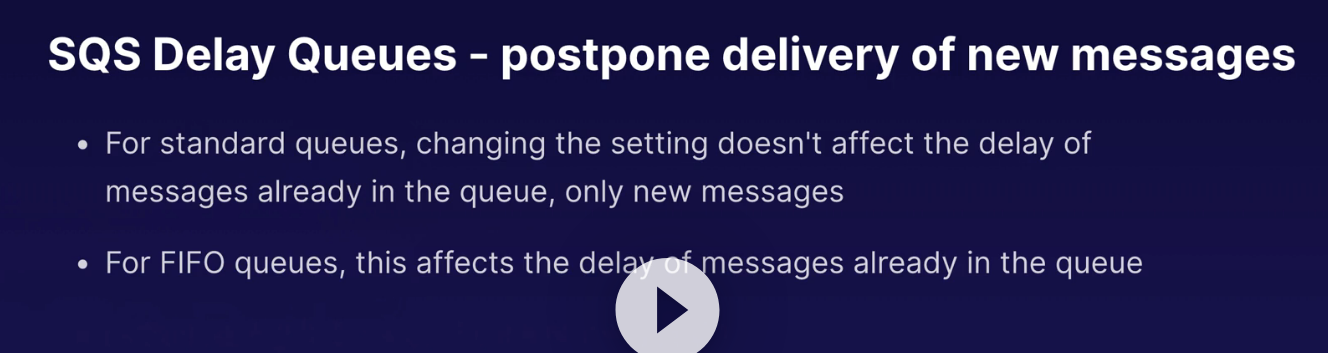 SQS Delay Queues - postpone delivery of new messages
• For standard queues, changing the setting doesn't affect the delay of
messages already in the queue, only new messages
• For FIFO queues, this affects the delay of messages already in the queue